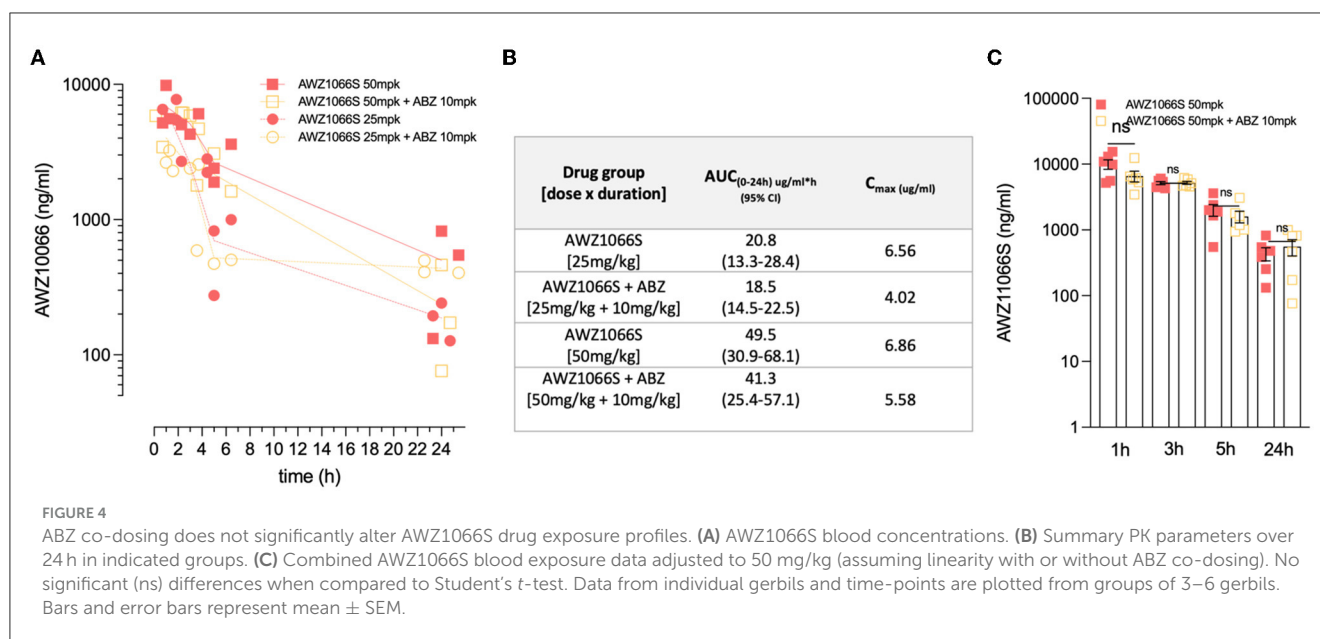 A
AWZ10066 (ng/ml)
10000
1000
100
0 2 4 6 8 10 12 14 16 18 20 22 24
time (h)
AWZ1066S 50mpk
AWZ1066S 50mpk + ABZ 10mpk
AWZ1066S 25mpk
AWZ1066S 25mpk + ABZ 10mpk
B
Drug group
[dose x duration]
AUC(0-24h) ug/ml*h
(95% CI)
Cmax (ug/ml)
AWZ1066S
[25mg/kg]
20.8
(13.3-28.4)
6.56
AWZ1066S + ABZ
[25mg/kg + 10mg/kg]
18.5
(14.5-22.5)
4.02
AWZ1066S
[50mg/kg]
49.5
(30.9-68.1)
6.86
AWZ1066S + ABZ
[50mg/kg + 10mg/kg]
41.3
(25.4-57.1)
5.58
C
AWZ11066S (ng/ml)
100000
10000
1000
100
10
1
AWZ1066S 50mpk
AWZ1066S 50mpk + ABZ 10mpk
ns
ns
ns
ns
1h 3h 5h 24h
FIGURE 4
ABZ co-dosing does not significantly alter AWZ1066S drug exposure profiles. (A) AWZ1066S blood concentrations. (B) Summary PK parameters over
24 h in indicated groups. (C) Combined AWZ1066S blood exposure data adjusted to 50 mg/kg (assuming linearity with or without ABZ co-dosing). No
significant (ns) differences when compared to Student's t-test. Data from individual gerbils and time-points are plotted from groups of 3–6 gerbils.
Bars and error bars represent mean ± SEM.